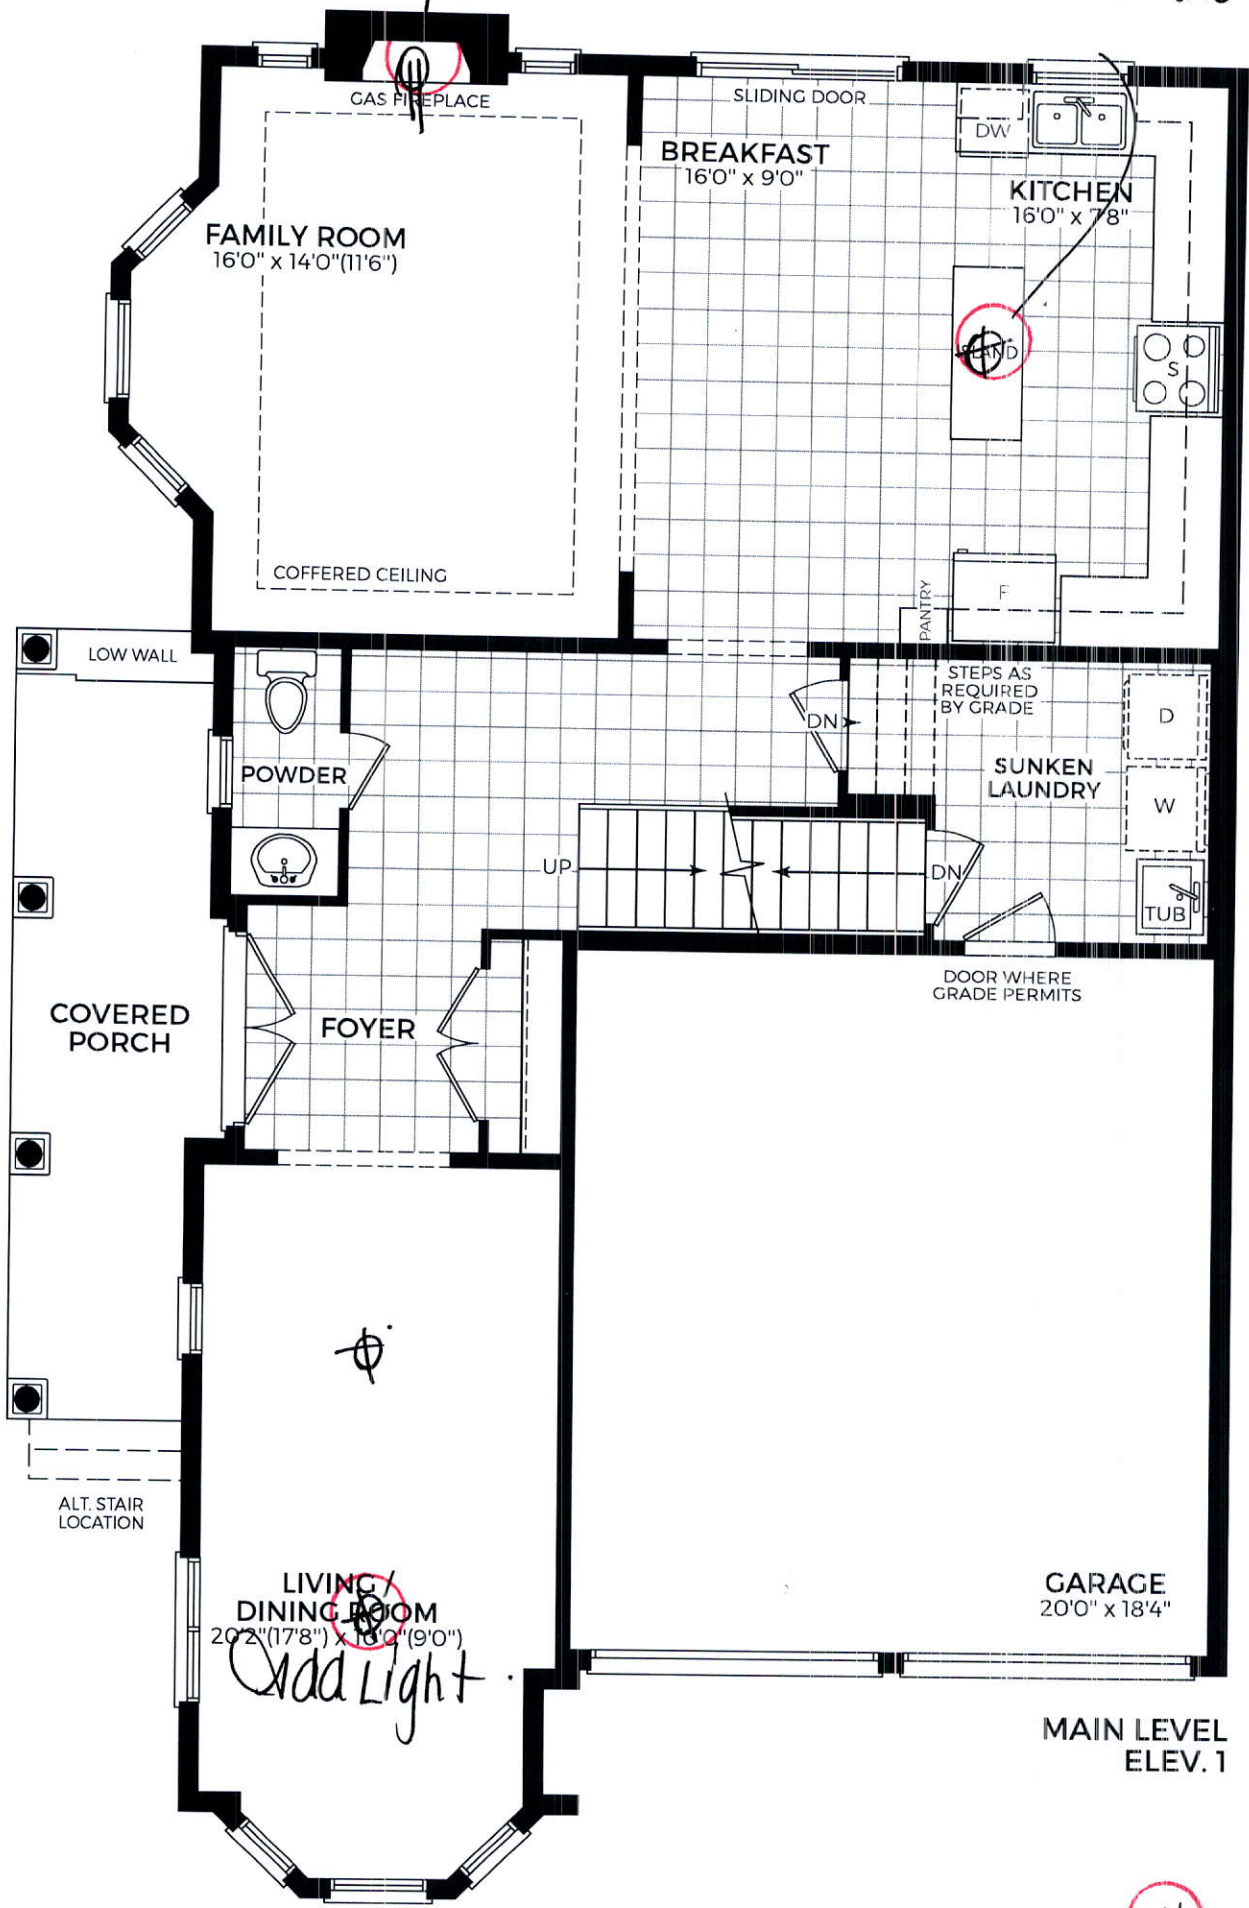 GAS FIREPLACE
SLIDING DOOR
DW
BREAKFAST
16'0" x 9'0"
KITCHEN
16'0" x 7'8"
FAMILY ROOM
16'0" x 14'0"(11'6")
ISLAND
S
COFFERED CEILING
PANTRY
F
LOW WALL
STEPS AS
REQUIRED
BY GRADE
DN
D
POWDER
SUNKEN
LAUNDRY
W
UP
DN
TUB
DOOR WHERE
GRADE PERMITS
COVERED
PORCH
FOYER
ALT. STAIR
LOCATION
LIVING /
DINING ROOM
20'2"(17'8") x 10'0"(9'0")
Add Light
GARAGE
20'0" x 18'4"
MAIN LEVEL
ELEV. 1